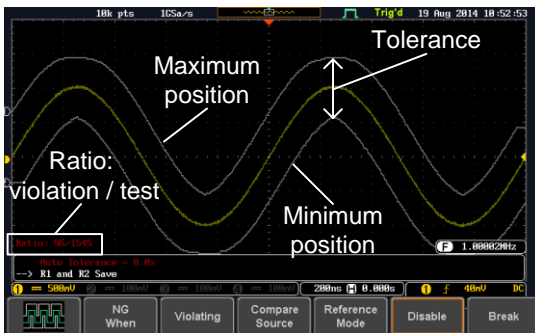 10k pts 1GSa/s Trig'd 19 Aug 2014 10:52:53
Tolerance
Maximum
position
Ratio:
violation / test
Minimum
position
Ratio: 96/1545
F 1.00002MHz
Auto Tolerance = 8.0%
--> R1 and R2 Save
1 500mV 2 100mV 3 100mV 4 100mV 200ns H 0.000s 1 40mV DC
NG
When
Violating
Compare
Source
Reference
Mode
Disable
Break